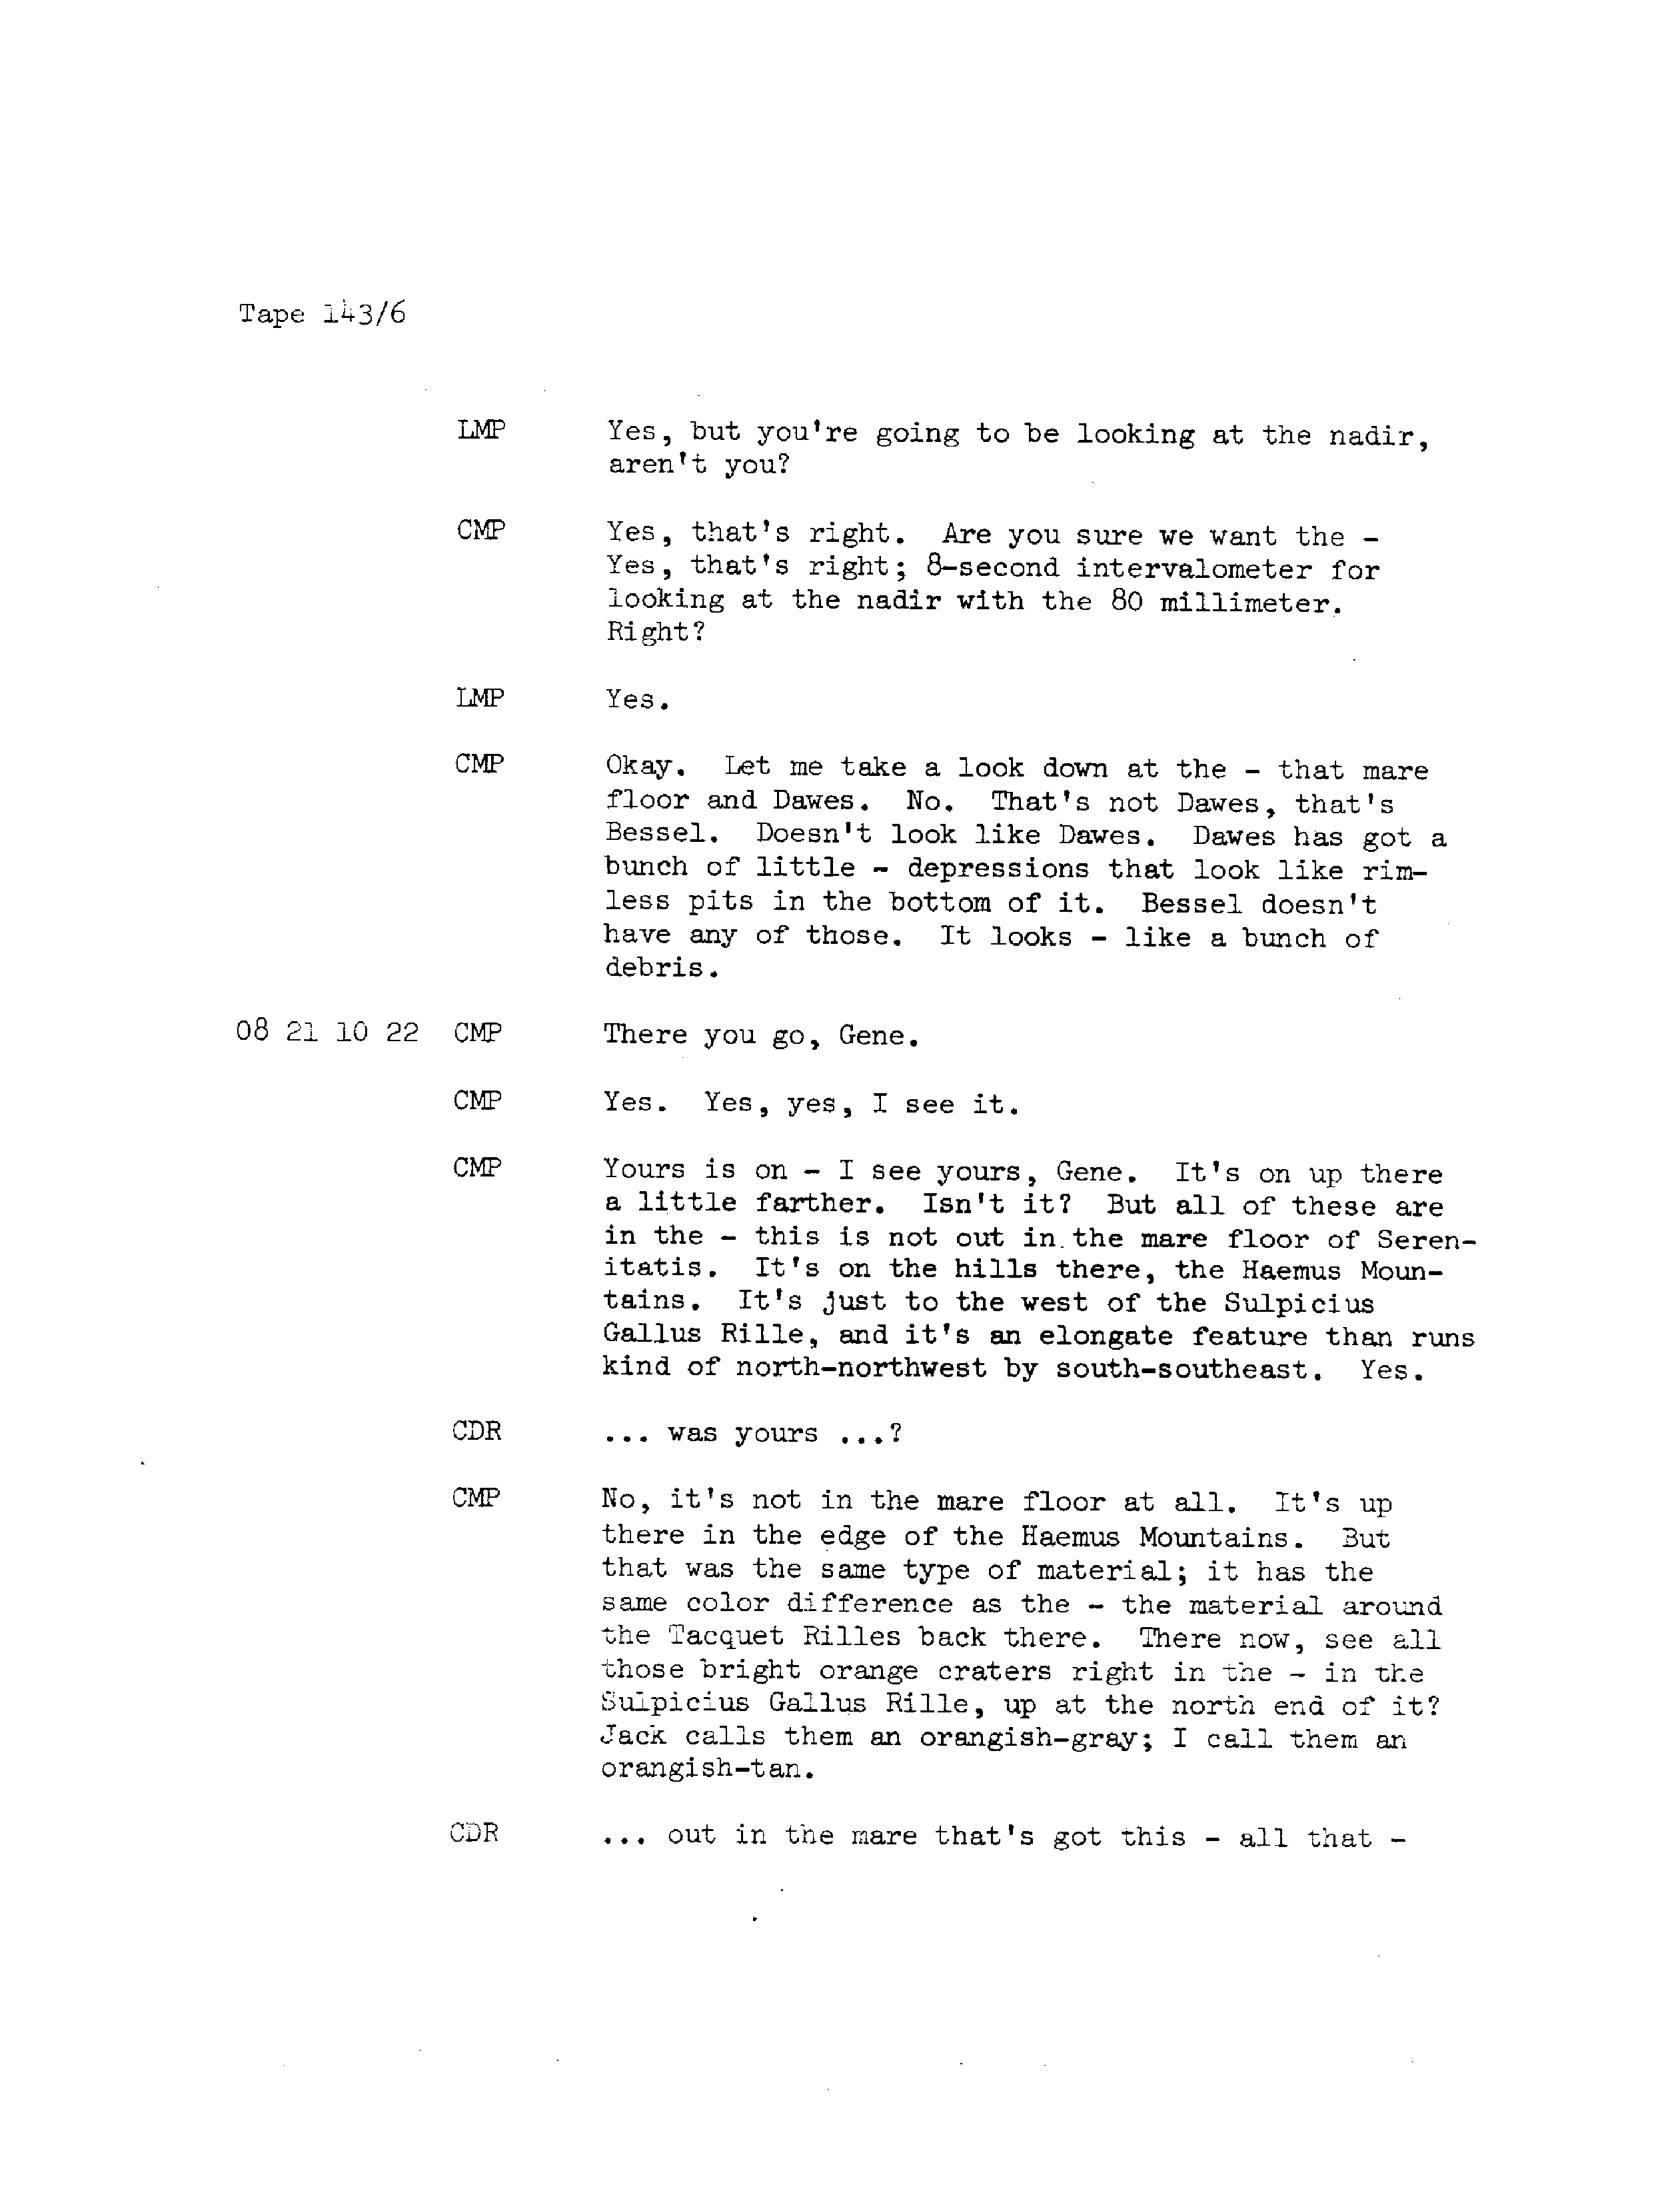 Tape 143/6
LMP Yes, but you're going to be looking at the nadir,
aren't you?
CMP Yes, that's right. Are you sure we want the -
Yes, that's right; 8-second intervalometer for
looking at the nadir with the 80 millimeter.
Right?
LMP Yes.
CMP Okay. Let me take a look down at the - that mare
floor and Dawes. No. That's not Dawes, that's
Bessel. Doesn't look like Dawes. Dawes has got a
bunch of little - depressions that look like rim-
less pits in the bottom of it. Bessel doesn't
have any of those. It looks - like a bunch of
debris.
08 21 10 22 CMP There you go, Gene.
CMP Yes. Yes, yes, I see it.
CMP Yours is on - I see yours, Gene. It's on up there
a little farther. Isn't it? But all of these are
in the - this is not out in the mare floor of Seren-
itatis. It's on the hills there, the Haemus Moun-
tains. It's just to the west of the Sulpicius
Gallus Rille, and it's an elongate feature than runs
kind of north-northwest by south-southeast. Yes.
CDR ... was yours ...?
CMP No, it's not in the mare floor at all. It's up
there in the edge of the Haemus Mountains. But
that was the same type of material; it has the
same color difference as the - the material around
the Tacquet Rilles back there. There now, see all
those bright orange craters right in the - in the
Sulpicius Gallus Rille, up at the north end of it?
Jack calls them an orangish-gray; I call them an
orangish-tan.
CDR ... out in the mare that's got this - all that -